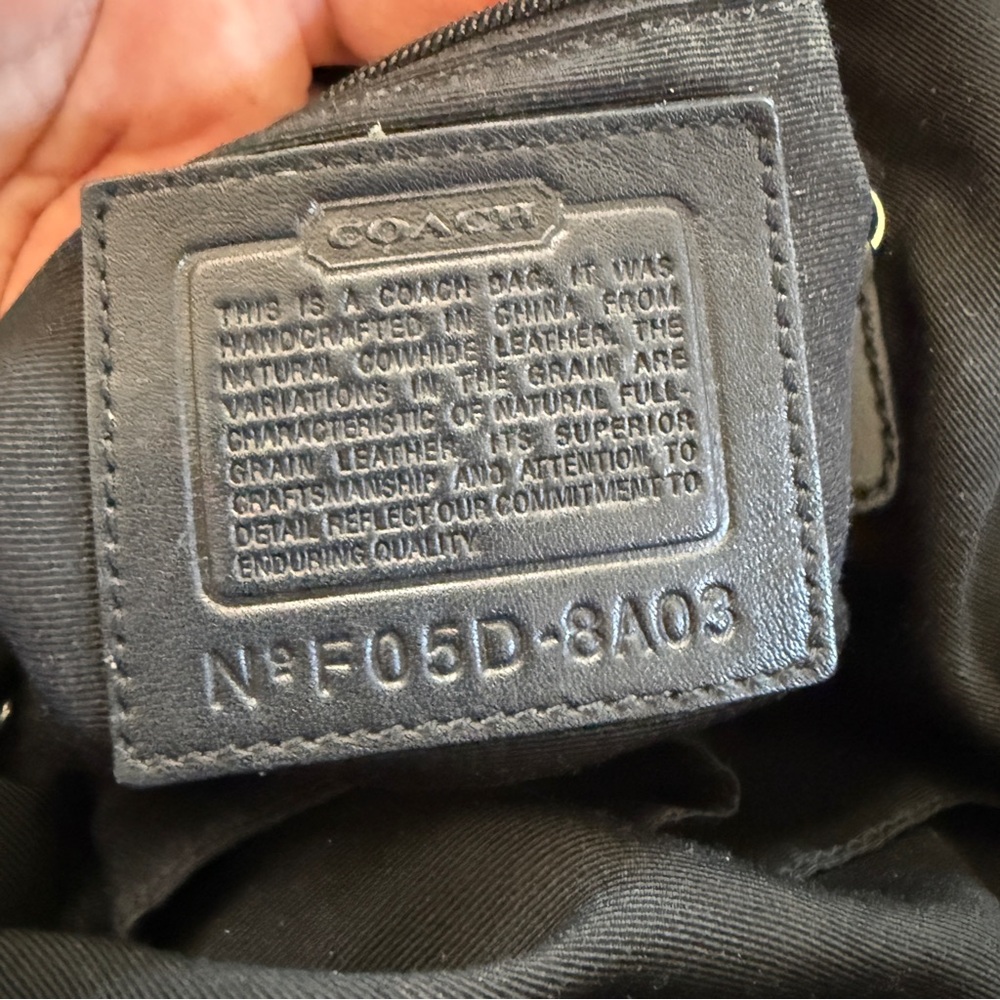 COACH
THIS IS A COACH BAG. IT WAS
HANDCRAFTED IN CHINA FROM
NATURAL COWHIDE LEATHER. THE
VARIATIONS IN THE GRAIN ARE
CHARACTERISTIC OF NATURAL FULL-
GRAIN LEATHER. ITS SUPERIOR
CRAFTSMANSHIP AND ATTENTION TO
DETAIL REFLECT OUR COMMITMENT TO
ENDURING QUALITY.
Nº F05D-8A03